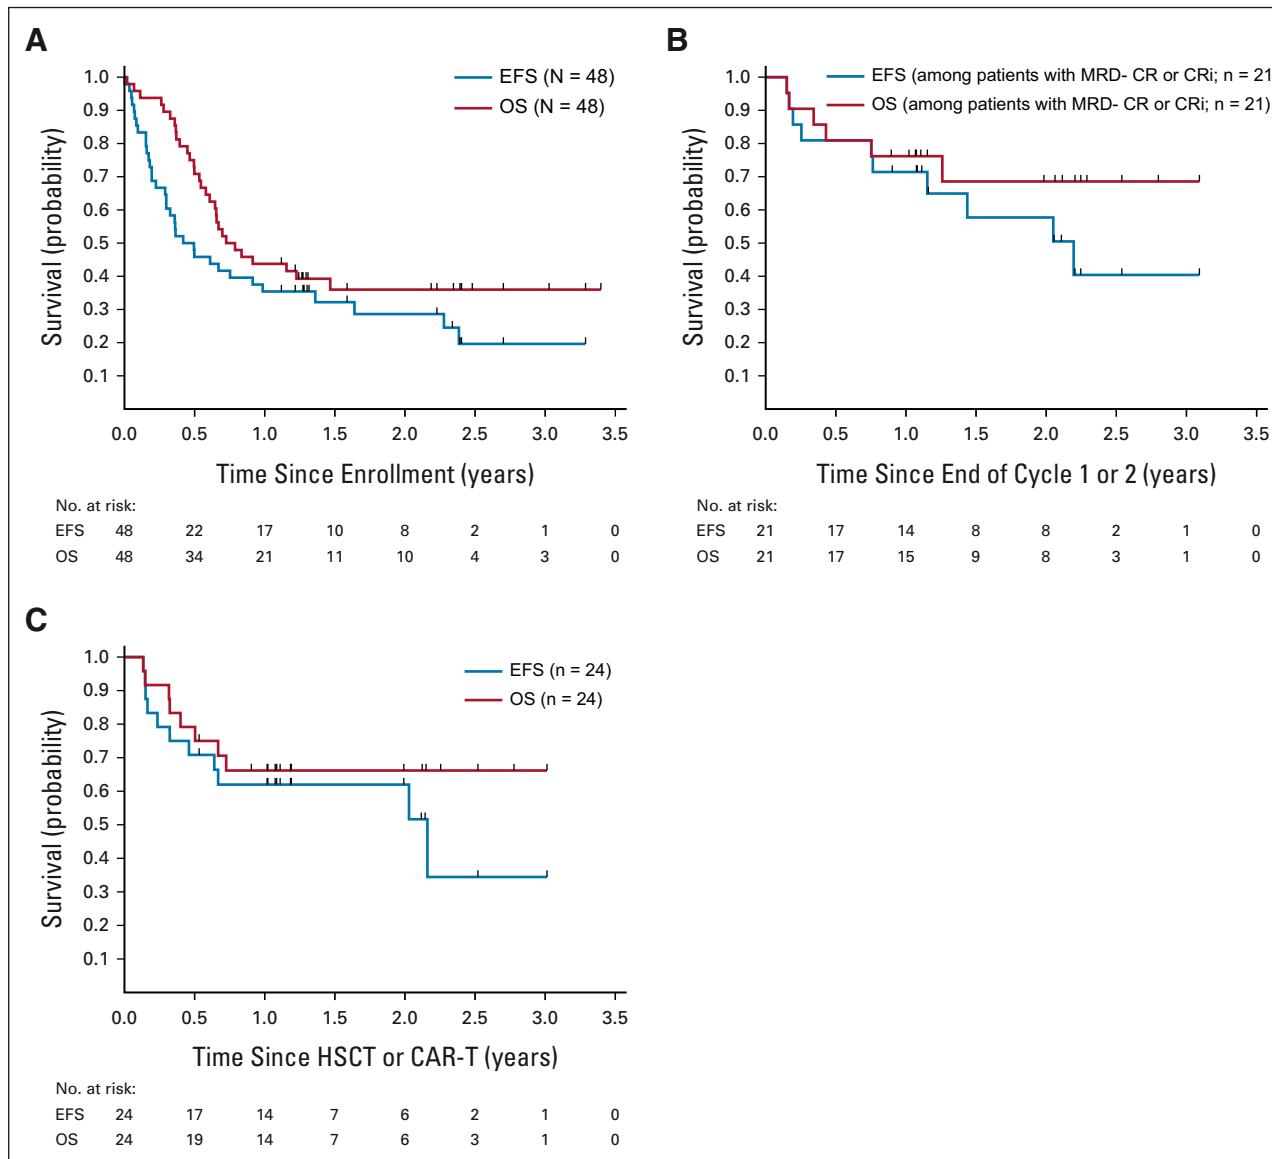 A
EFS (N = 48)
OS (N = 48)
Survival (probability)
1.0
0.9
0.8
0.7
0.6
0.5
0.4
0.3
0.2
0.1
0.0 0.5 1.0 1.5 2.0 2.5 3.0 3.5
Time Since Enrollment (years)
No. at risk:
EFS 48 22 17 10 8 2 1 0
OS 48 34 21 11 10 4 3 0
B
EFS (among patients with MRD- CR or CRi; n = 21
OS (among patients with MRD- CR or CRi; n = 21)
Survival (probability)
1.0
0.9
0.8
0.7
0.6
0.5
0.4
0.3
0.2
0.1
0.0 0.5 1.0 1.5 2.0 2.5 3.0 3.5
Time Since End of Cycle 1 or 2 (years)
No. at risk:
EFS 21 17 14 8 8 2 1 0
OS 21 17 15 9 8 3 1 0
C
EFS (n = 24)
OS (n = 24)
Survival (probability)
1.0
0.9
0.8
0.7
0.6
0.5
0.4
0.3
0.2
0.1
0.0 0.5 1.0 1.5 2.0 2.5 3.0 3.5
Time Since HSCT or CAR-T (years)
No. at risk:
EFS 24 17 14 7 6 2 1 0
OS 24 19 14 7 6 3 1 0